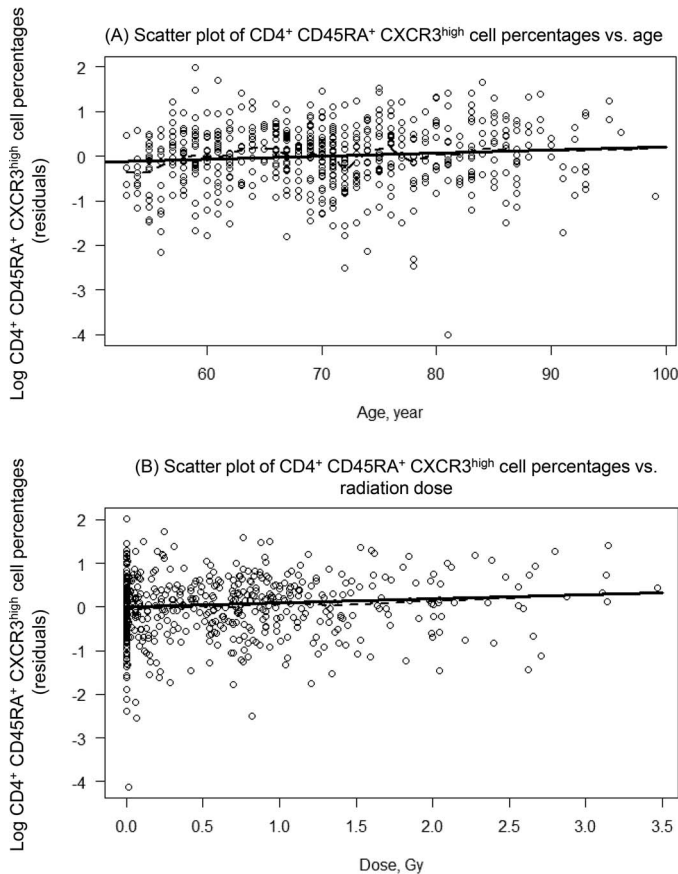 (A) Scatter plot of CD4⁺ CD45RA⁺ CXCR3ʰⁱᵍʰ cell percentages vs. age
Log CD4⁺ CD45RA⁺ CXCR3ʰⁱᵍʰ cell percentages
(residuals)
2
1
0
-1
-2
-3
-4
60 70 80 90 100
Age, year
(B) Scatter plot of CD4⁺ CD45RA⁺ CXCR3ʰⁱᵍʰ cell percentages vs.
radiation dose
Log CD4⁺ CD45RA⁺ CXCR3ʰⁱᵍʰ cell percentages
(residuals)
2
1
0
-1
-2
-3
-4
0.0 0.5 1.0 1.5 2.0 2.5 3.0 3.5
Dose, Gy